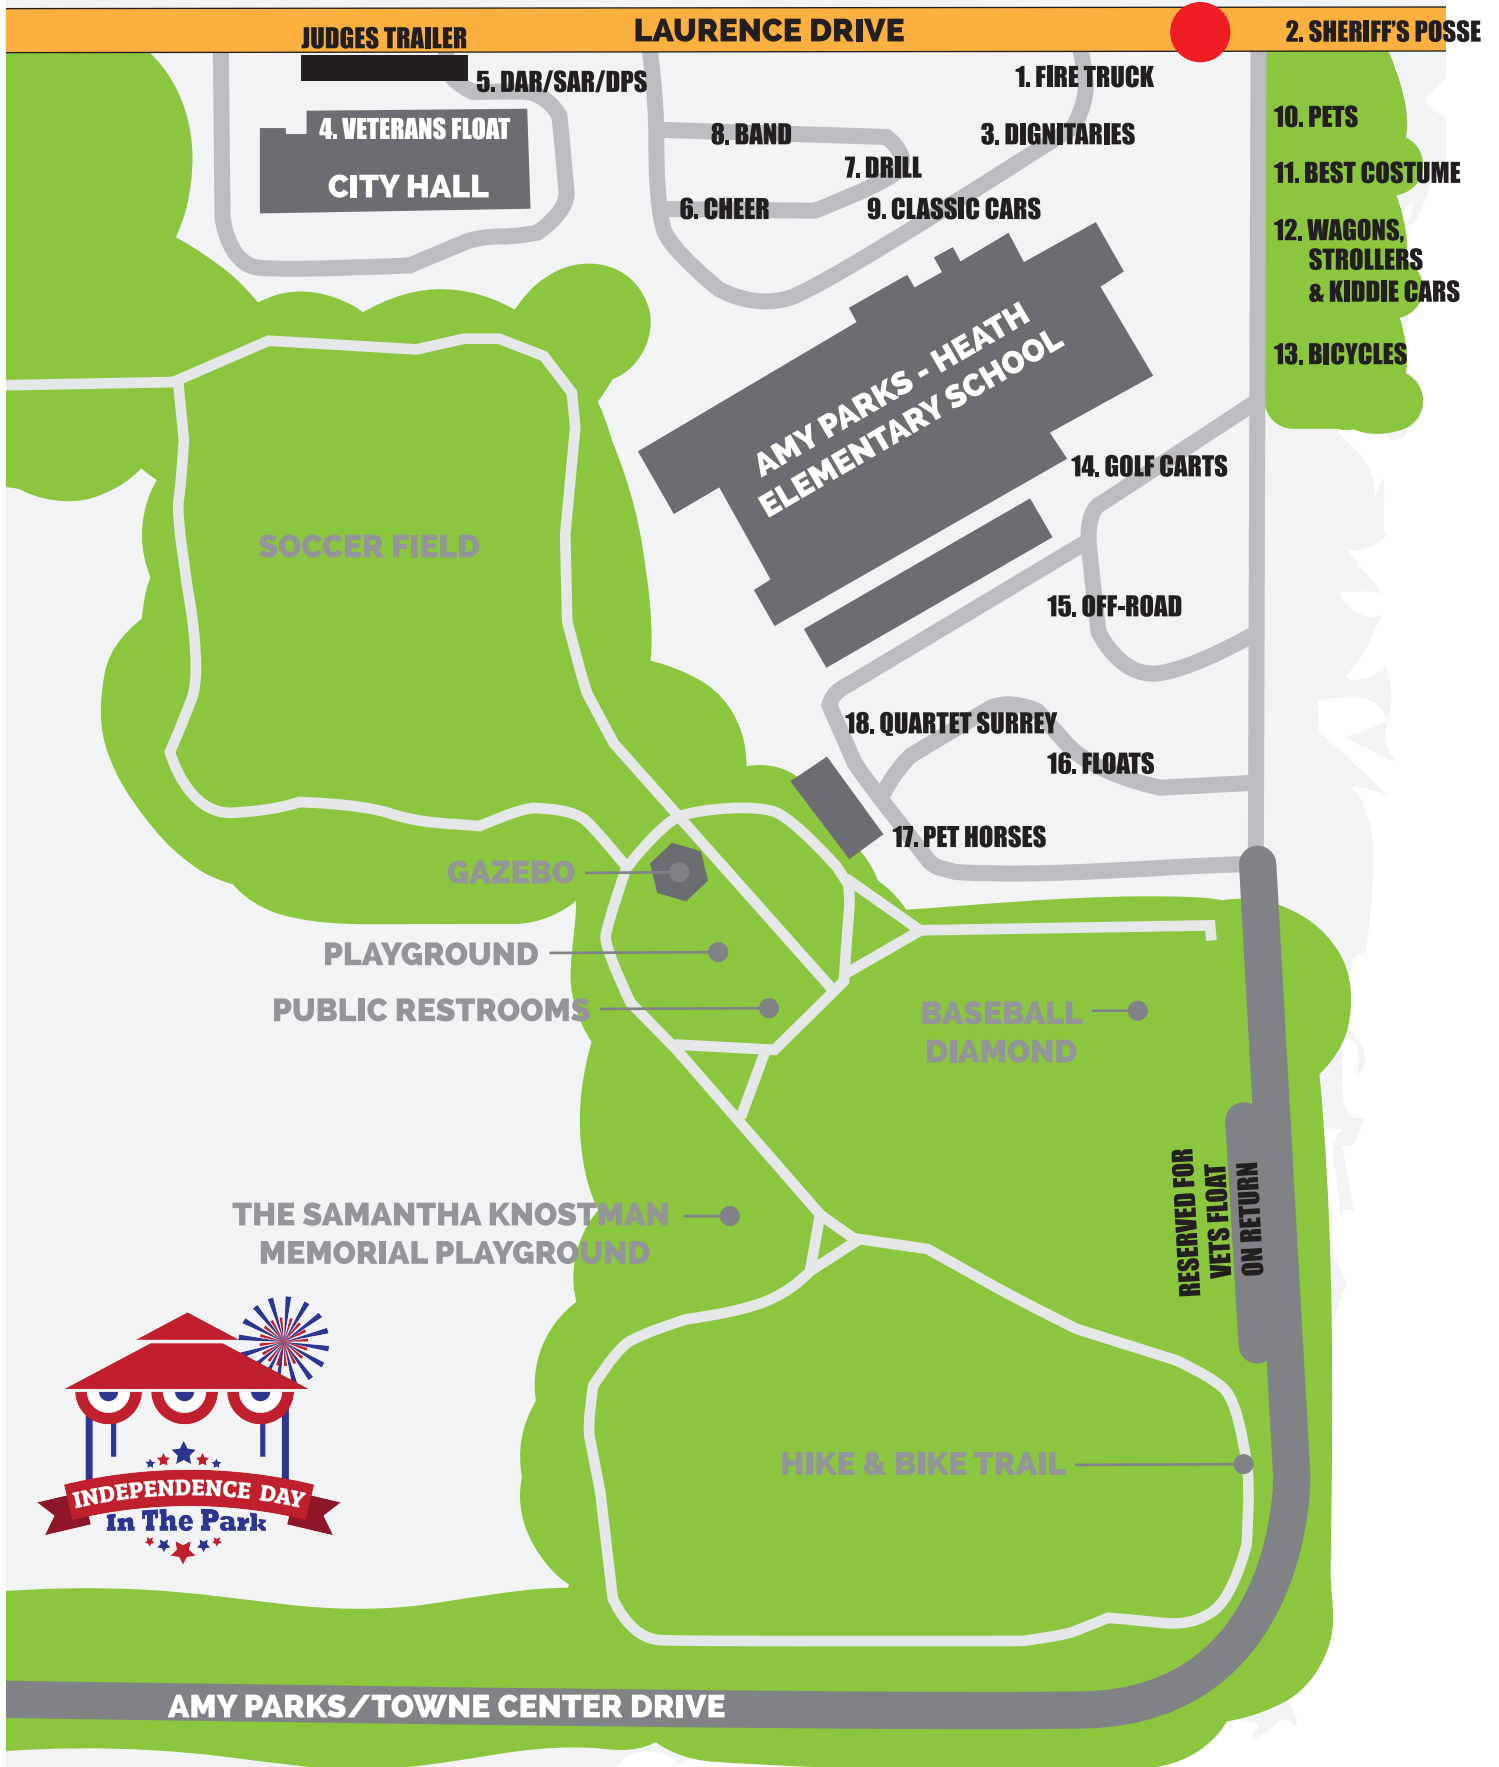 LAURENCE DRIVE
2. SHERIFF'S POSSE
JUDGES TRAILER
5. DAR/SAR/DPS
1. FIRE TRUCK
4. VETERANS FLOAT
CITY HALL
8. BAND
3. DIGNITARIES
7. DRILL
6. CHEER
9. CLASSIC CARS
10. PETS
11. BEST COSTUME
12. WAGONS,
STROLLERS
& KIDDIE CARS
13. BICYCLES
AMY PARKS - HEATH
ELEMENTARY SCHOOL
14. GOLF CARTS
SOCCER FIELD
15. OFF-ROAD
18. QUARTET SURREY
16. FLOATS
17. PET HORSES
GAZEBO
PLAYGROUND
PUBLIC RESTROOMS
BASEBALL
DIAMOND
RESERVED FOR
VETS FLOAT
ON RETURN
THE SAMANTHA KNOSTMAN
MEMORIAL PLAYGROUND
HIKE & BIKE TRAIL
INDEPENDENCE DAY
In The Park
AMY PARKS/TOWNE CENTER DRIVE